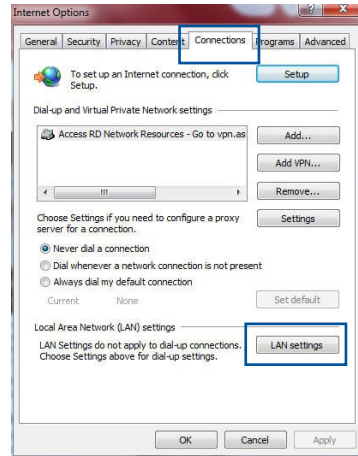 Internet Options
General Security Privacy Content Connections Programs Advanced
To set up an Internet connection, click
Setup.
Setup
Dial-up and Virtual Private Network settings
Access RD Network Resources - Go to vpn.as
Add...
Add VPN...
Remove...
Choose Settings if you need to configure a proxy
server for a connection.
Settings
Never dial a connection
Dial whenever a network connection is not present
Always dial my default connection
Current None
Set default
Local Area Network (LAN) settings
LAN Settings do not apply to dial-up connections.
Choose Settings above for dial-up settings.
LAN settings
OK Cancel Apply